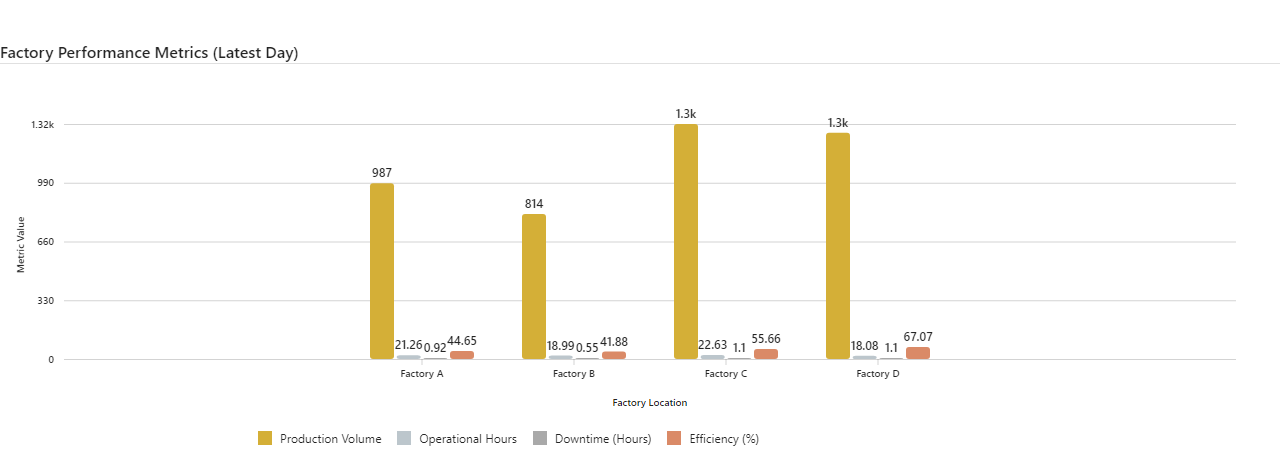 Factory Performance Metrics (Latest Day)
1.3k 1.3k
1.32k
987
990
814
660
Metric Value
330
21.26 0.92 44.65 18.99 0.55 41.88 22.63 1.1 55.66 18.08 1.1 67.07
0
Factory A Factory B Factory C Factory D
Factory Location
Production Volume Operational Hours Downtime (Hours) Efficiency (%)